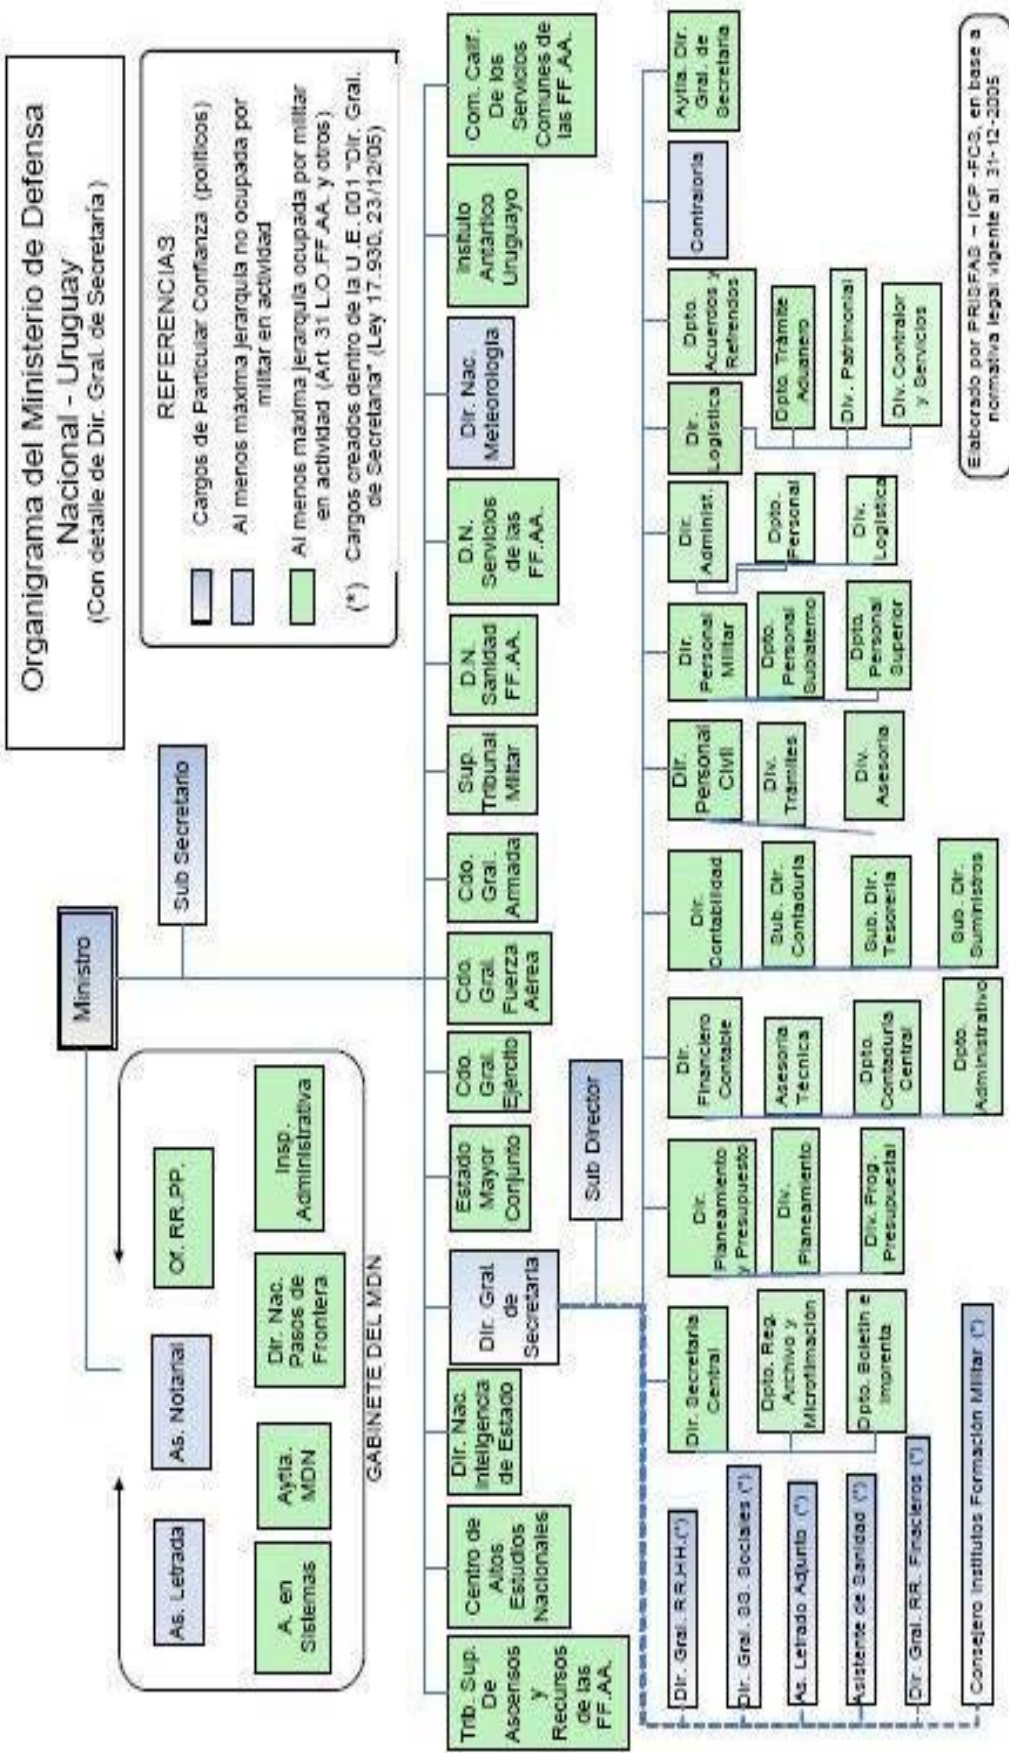 Organigrama del Ministerio de Defensa
Nacional - Uruguay
(Con detalle de Dir. Gral. de Secretaría)
REFERENCIAS
Cargos de Particular Confianza (políticos)
Al menos máxima jerarquía no ocupada por
militar en actividad
Al menos máxima jerarquía ocupada por militar
en actividad (Art. 31 L.O.FF.AA. y otros)
(*) Cargos creados dentro de la U.E. 001 "Dir. Gral.
de Secretaría" (Ley 17.930, 23/12/05)
Ministro
Sub Secretario
As. Letrada
As. Notarial
Of. RR.PP.
A. en
Sistemas
Aytia.
MDN
Dir. Nac.
Pasos de
Frontera
Insp.
Administrativa
GABINETE DEL MDN
Trib. Sup.
De
Ascensos
y
Recursos
de las
FF.AA.
Centro de
Altos
Estudios
Nacionales
Dir. Nac.
Inteligencia
de Estado
Dir. Gral.
de
Secretaría
Estado
Mayor
Conjunto
Cdo.
Gral.
Ejército
Cdo.
Gral.
Fuerza
Aérea
Cdo.
Gral.
Armada
Sup.
Tribunal
Militar
D.N.
Sanidad
FF.AA.
D.N.
Servicios
de las
FF.AA.
Dir. Nac.
Meteorología
Instituto
Antártico
Uruguayo
Com. Calif.
De los
Servicios
Comunes de
las FF.AA.
Sub Director
Dir. Gral. RR.HH.(*)
Dir. Gral. SS. Sociales (*)
As. Letrado Adjunto (*)
Asistente de Sanidad (*)
Dir. Gral. RR. Finacieros (*)
Consejero Institutos Formación Militar (*)
Dir. Secretaría
Central
Dpto. Reg.
Archivo y
Microfilmación
Dpto. Boletín e
Imprenta
Dir.
Planeamiento
y Presupuesto
Div.
Planeamiento
Div. Prog.
Presupuestal
Dir.
Financiero
Contable
Asesoría
Técnica
Dpto.
Contaduría
Central
Dpto.
Administrativo
Dir.
Contabilidad
Sub. Dir.
Contaduría
Sub. Dir.
Tesorería
Sub. Dir.
Suministros
Dir.
Personal
Civil
Div.
Trámites
Div.
Asesoría
Dir.
Personal
Militar
Dpto.
Personal
Subalterno
Dpto.
Personal
Superior
Dir.
Administ.
Dpto.
Personal
Div.
Logística
Dir.
Logística
Dpto. Trámite
Aduanero
Div. Patrimonial
Div. Contralor
y Servicios
Dpto.
Acuerdos y
Refrendos
Contraloría
Aytia. Dir.
Gral. de
Secretaría
Elaborado por PRISFAS – ICP -FCS, en base a
normativa legal vigente al 31-12-2005